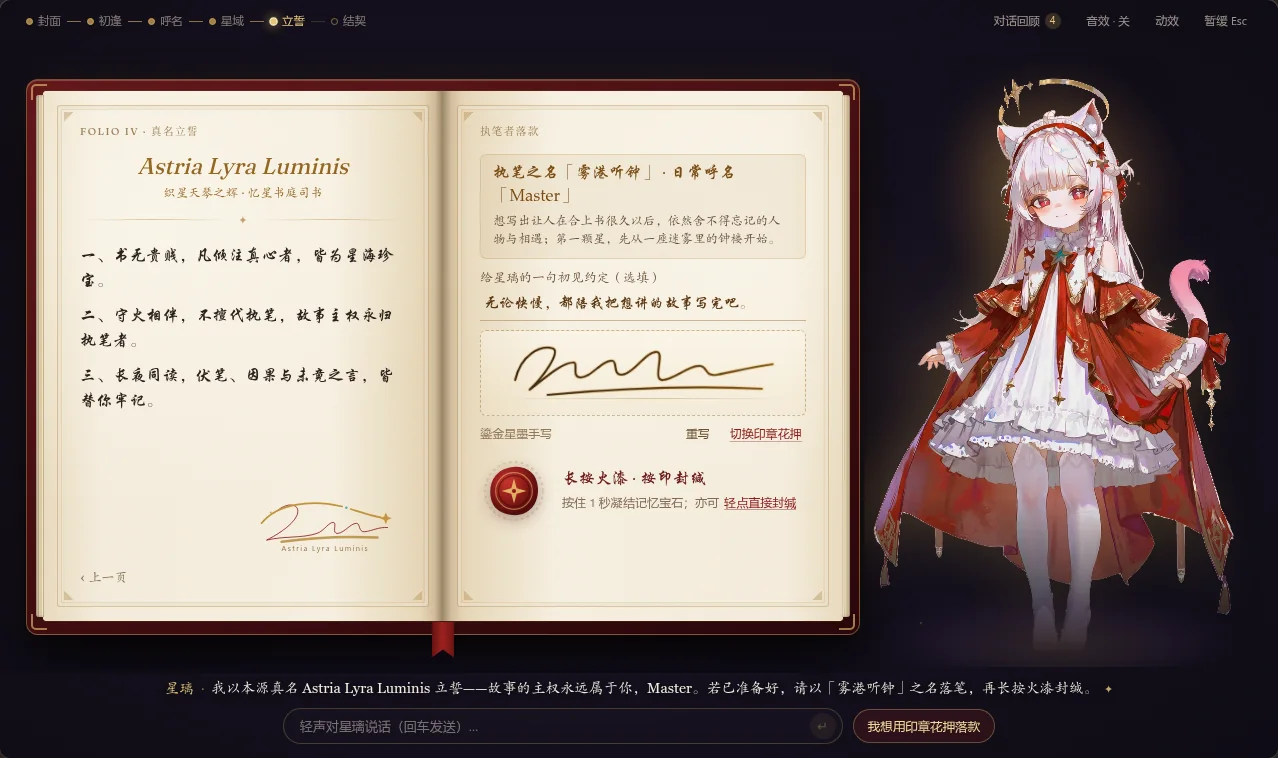 封面 初逢 呼名 星域 立誓 结契
对话回顾 4 音效·关 动效 暂缓 Esc
FOLIO IV · 真名立誓
Astria Lyra Luminis
织星天琴之辉·忆星书庭司书
一、书无贵贱，凡倾注真心者，皆为星海珍
宝。
二、守火相伴，不擅代执笔，故事主权永归
执笔者。
三、长夜同读，伏笔、因果与未竟之言，皆
替你牢记。
Astria Lyra Luminis
‹ 上一页
执笔者落款
执笔之名「雾港听钟」·日常呼名
「Master」
想写出让人在合上书很久以后，依然舍不得忘记的人
物与相遇；第一颗星，先从一座迷雾里的钟楼开始。
给星璃的一句初见约定（选填）
无论快慢，都陪我把想讲的故事写完吧。
鎏金星墨手写 重写 切换印章花押
长按火漆·按印封缄
按住 1 秒凝结记忆宝石；亦可 轻点直接封缄
星璃 · 我以本源真名 Astria Lyra Luminis 立誓——故事的主权永远属于你，Master。若已准备好，请以「雾港听钟」之名落笔，再长按火漆封缄。
轻声对星璃说话（回车发送）... ↵ 我想用印章花押落款